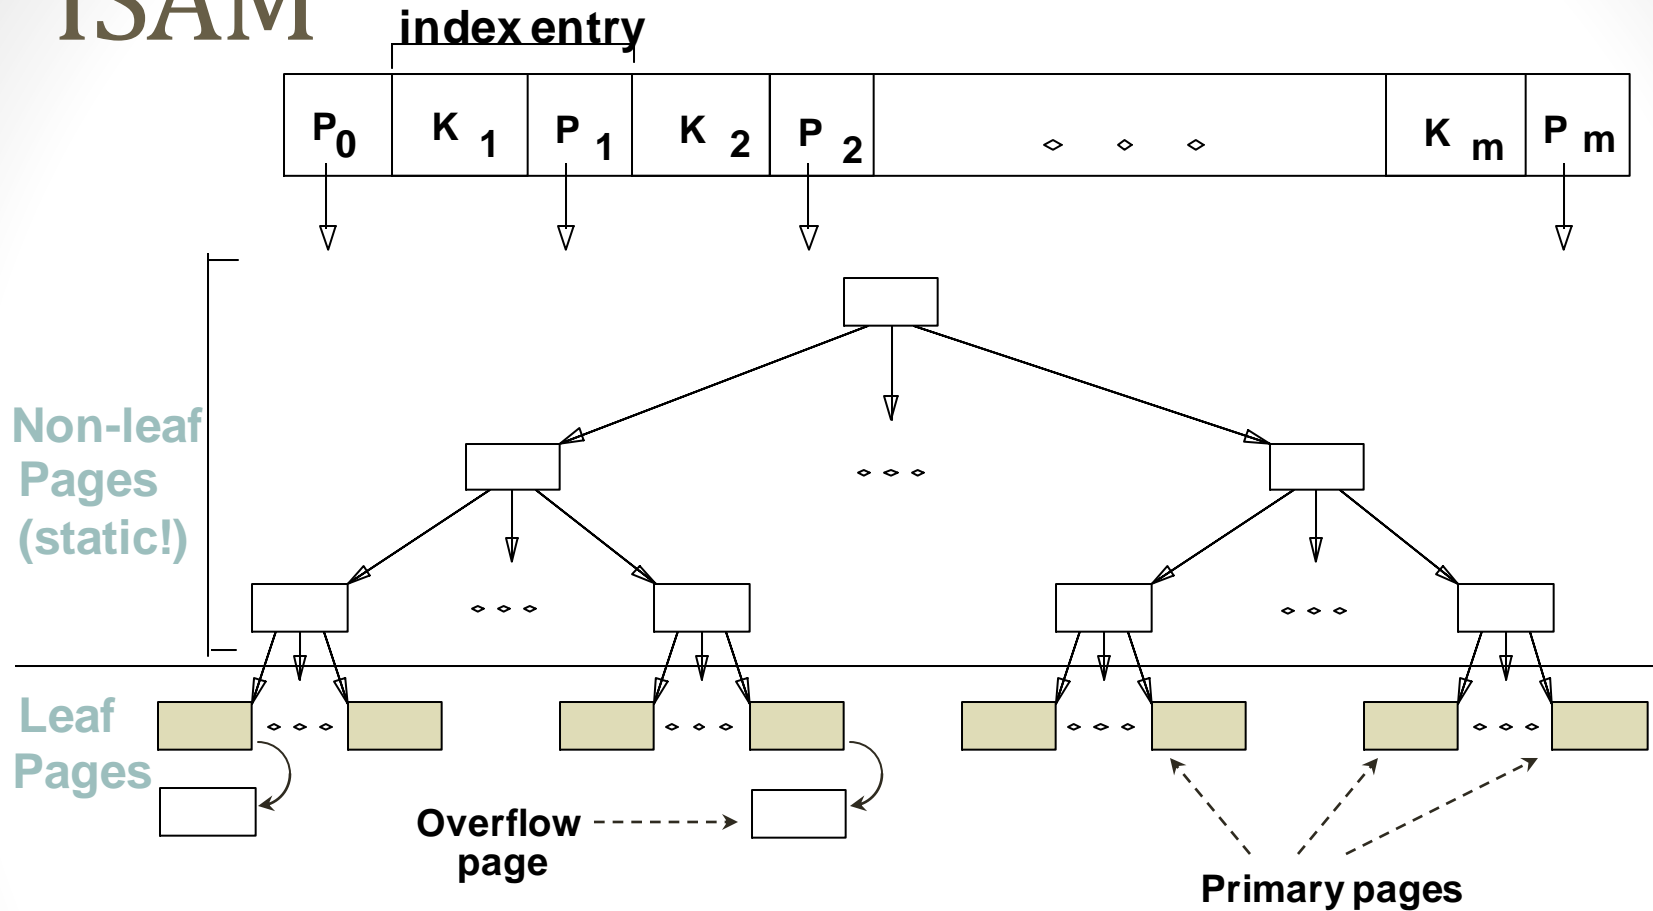 ISAM
index entry
P0 K 1 P 1 K 2 P 2 K m P m
Non-leaf
Pages
(static!)
Leaf
Pages
Overflow
page
Primary pages